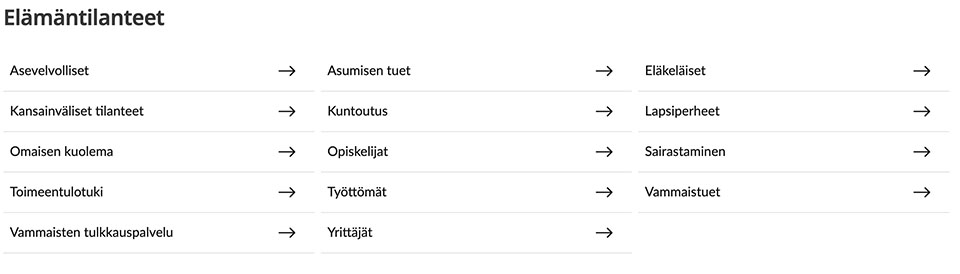 Elämäntilanteet
Asevelvolliset
Asumisen tuet
Eläkeläiset
Kansainväliset tilanteet
Kuntoutus
Lapsiperheet
Omaisen kuolema
Opiskelijat
Sairastaminen
Toimeentulotuki
Työttömät
Vammaistuet
Vammaisten tulkkauspalvelu
Yrittäjät